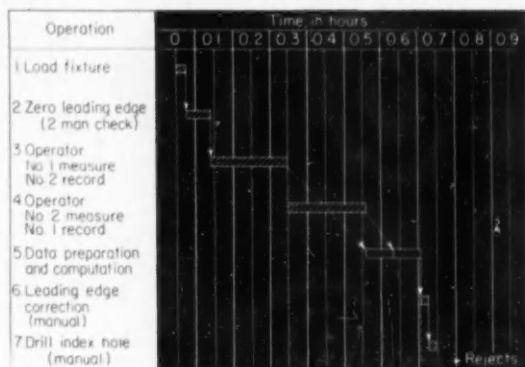 Operation
Time in hours
0 0.1 0.2 0.3 0.4 0.5 0.6 0.7 0.8 0.9
1 Load fixture
2 Zero leading edge
(2 man check)
3 Operator
No. 1 measure
No. 2 record
4 Operator
No. 2 measure
No. 1 record
5 Data preparation
and computation
6 Leading edge
correction
(manual)
7 Drill index hole
(manual)
Rejects